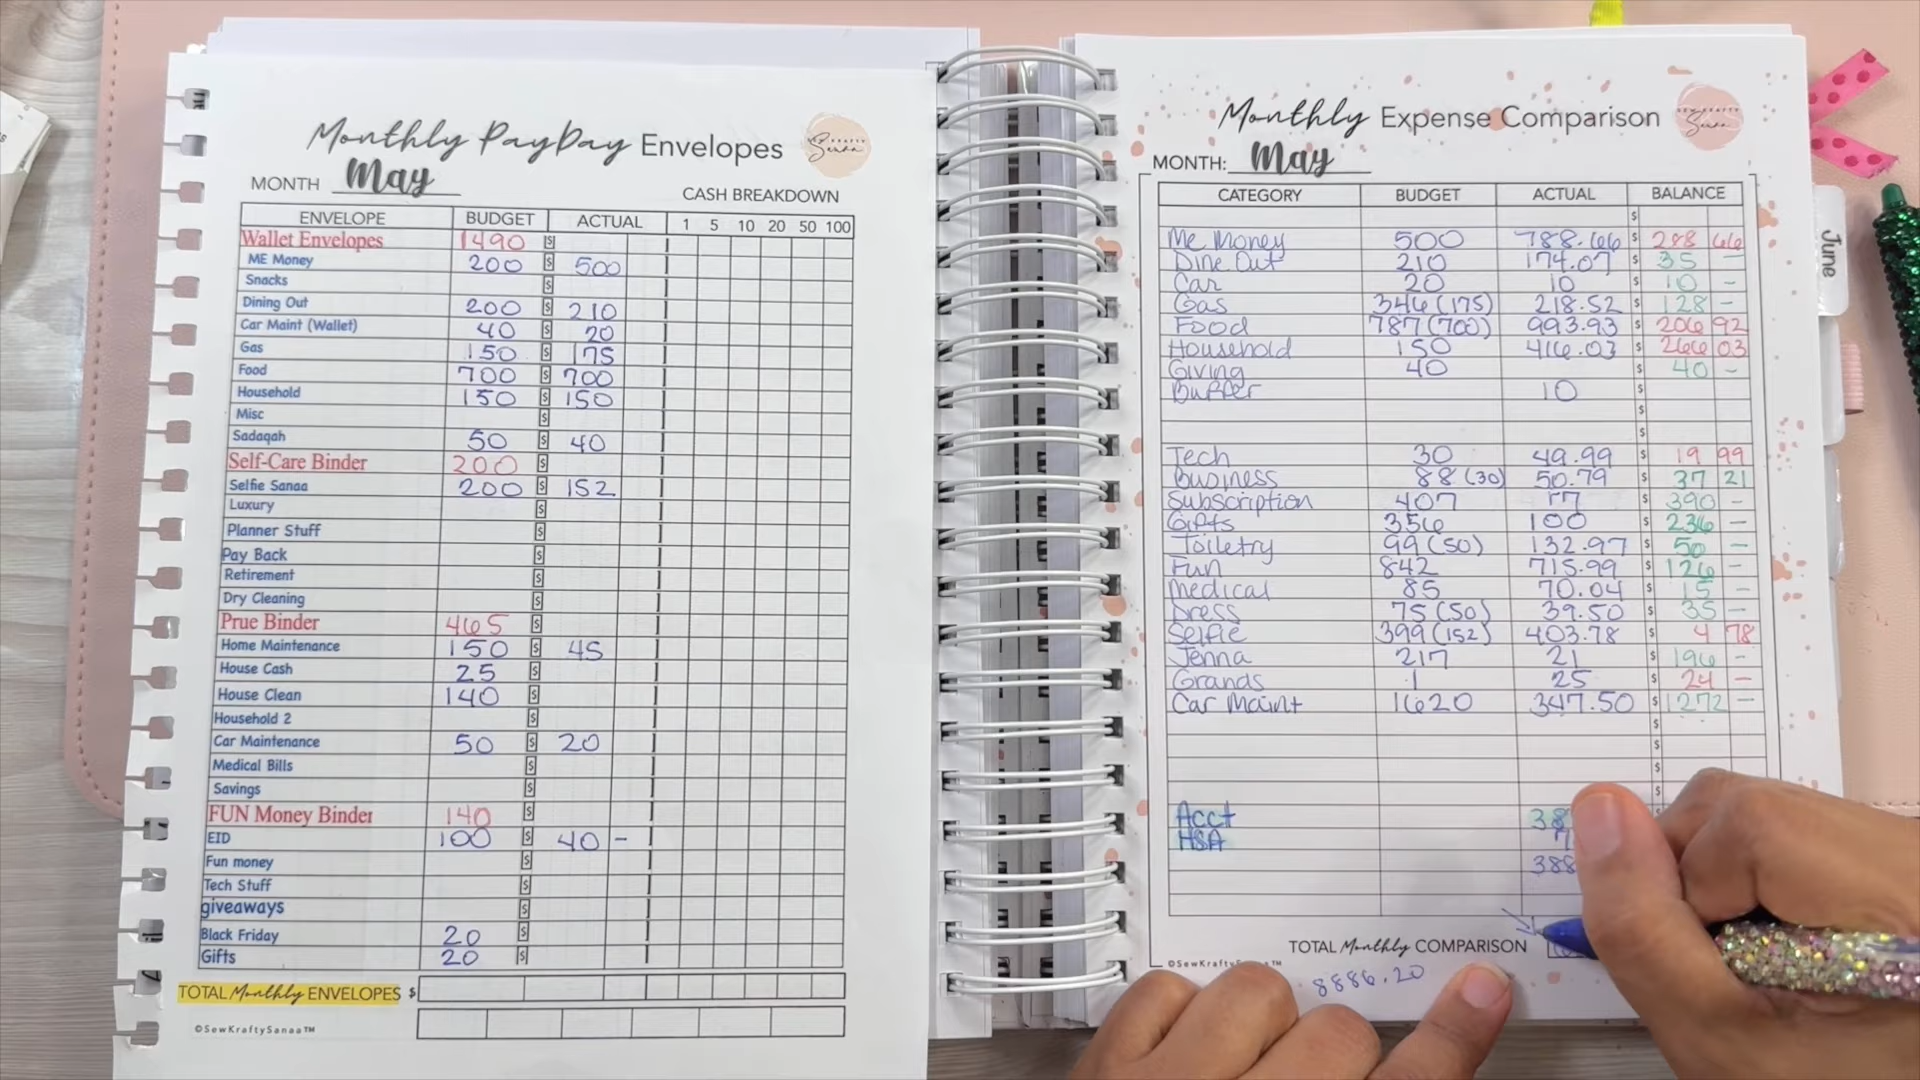 Monthly PayDay Envelopes
MONTH May
CASH BREAKDOWN
ENVELOPE BUDGET ACTUAL 1 5 10 20 50 100
Wallet Envelopes 1490 $
ME Money 200 $ 500
Snacks $
Dining Out 200 $ 210
Car Maint (Wallet) 40 $ 20
Gas 150 $ 175
Food 700 $ 700
Household 150 $ 150
Misc $
Sadaqah 50 $ 40
Self-Care Binder 200 $
Selfie Sanaa 200 $ 152
Luxury $
Planner Stuff $
Pay Back $
Retirement $
Dry Cleaning $
Prue Binder 465 $
Home Maintenance 150 $ 45
House Cash 25 $
House Clean 140 $
Household 2 $
Car Maintenance 50 $ 20
Medical Bills $
Savings $
FUN Money Binder 140 $
EID 100 $ 40 -
Fun money $
Tech Stuff $
giveaways $
Black Friday 20 $
Gifts 20 $
TOTAL Monthly ENVELOPES $
©SewKraftySanaa™
Monthly Expense Comparison
MONTH: May
CATEGORY BUDGET ACTUAL BALANCE
$
Me Money 500 788.66 $ 288 66
Dine Out 210 174.07 $ 35 -
Car 20 10 $ 10 -
Gas 346 (175) 218.52 $ 128 -
Food 787 (700) 993.93 $ 206 92
Household 150 416.03 $ 266 03
Giving 40 $ 40 -
Buffer 10 $
$
$
Tech 30 49.99 $ 19 99
Business 88 (30) 50.79 $ 37 21
Subscription 407 17 $ 390 -
Gifts 356 100 $ 236 -
Toiletry 99 (50) 132.97 $ 50 -
Fun 842 715.99 $ 126 -
Medical 85 70.04 $ 15 -
Dress 75 (50) 39.50 $ 35 -
Selfie 399 (152) 403.78 $ 4 78
Jenna 217 21 $ 196 -
Grands 1 25 $ 24 -
Car Maint 1620 347.50 $ 1272 -
$
$
$
$
Acct
HSA
388
TOTAL Monthly COMPARISON
8886.20
June